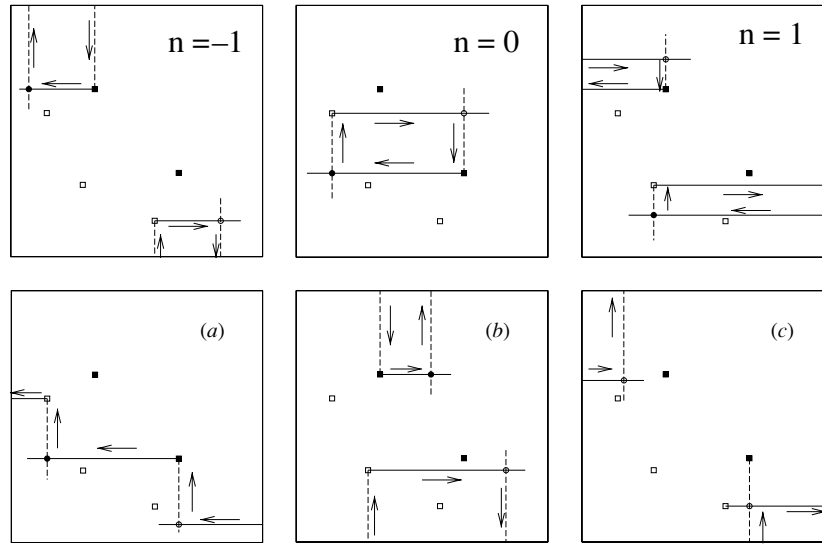 n =–1
n = 0
n = 1
(a)
(b)
(c)